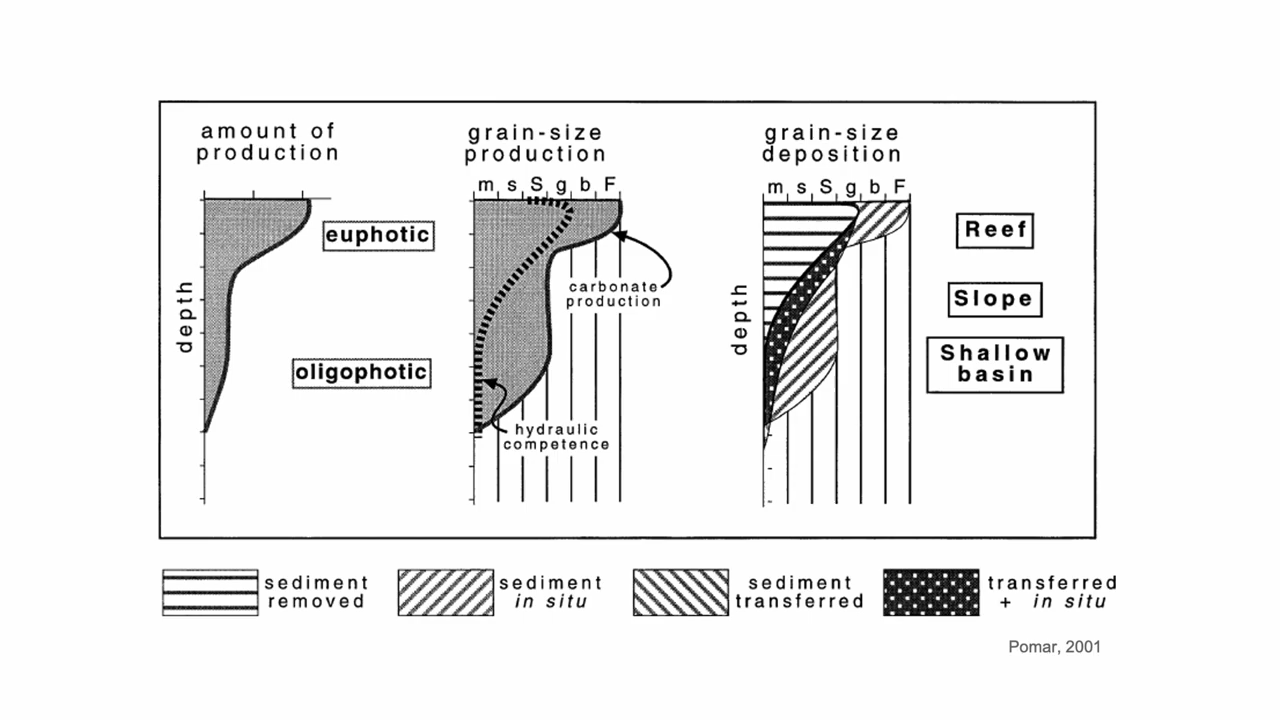 amount of
production
grain-size
production
grain-size
deposition
m s S g b F
m s S g b F
euphotic
Reef
carbonate
production
Slope
depth
depth
Shallow
basin
oligophotic
hydraulic
competence
sediment
removed
sediment
in situ
sediment
transferred
transferred
+ in situ
Pomar, 2001